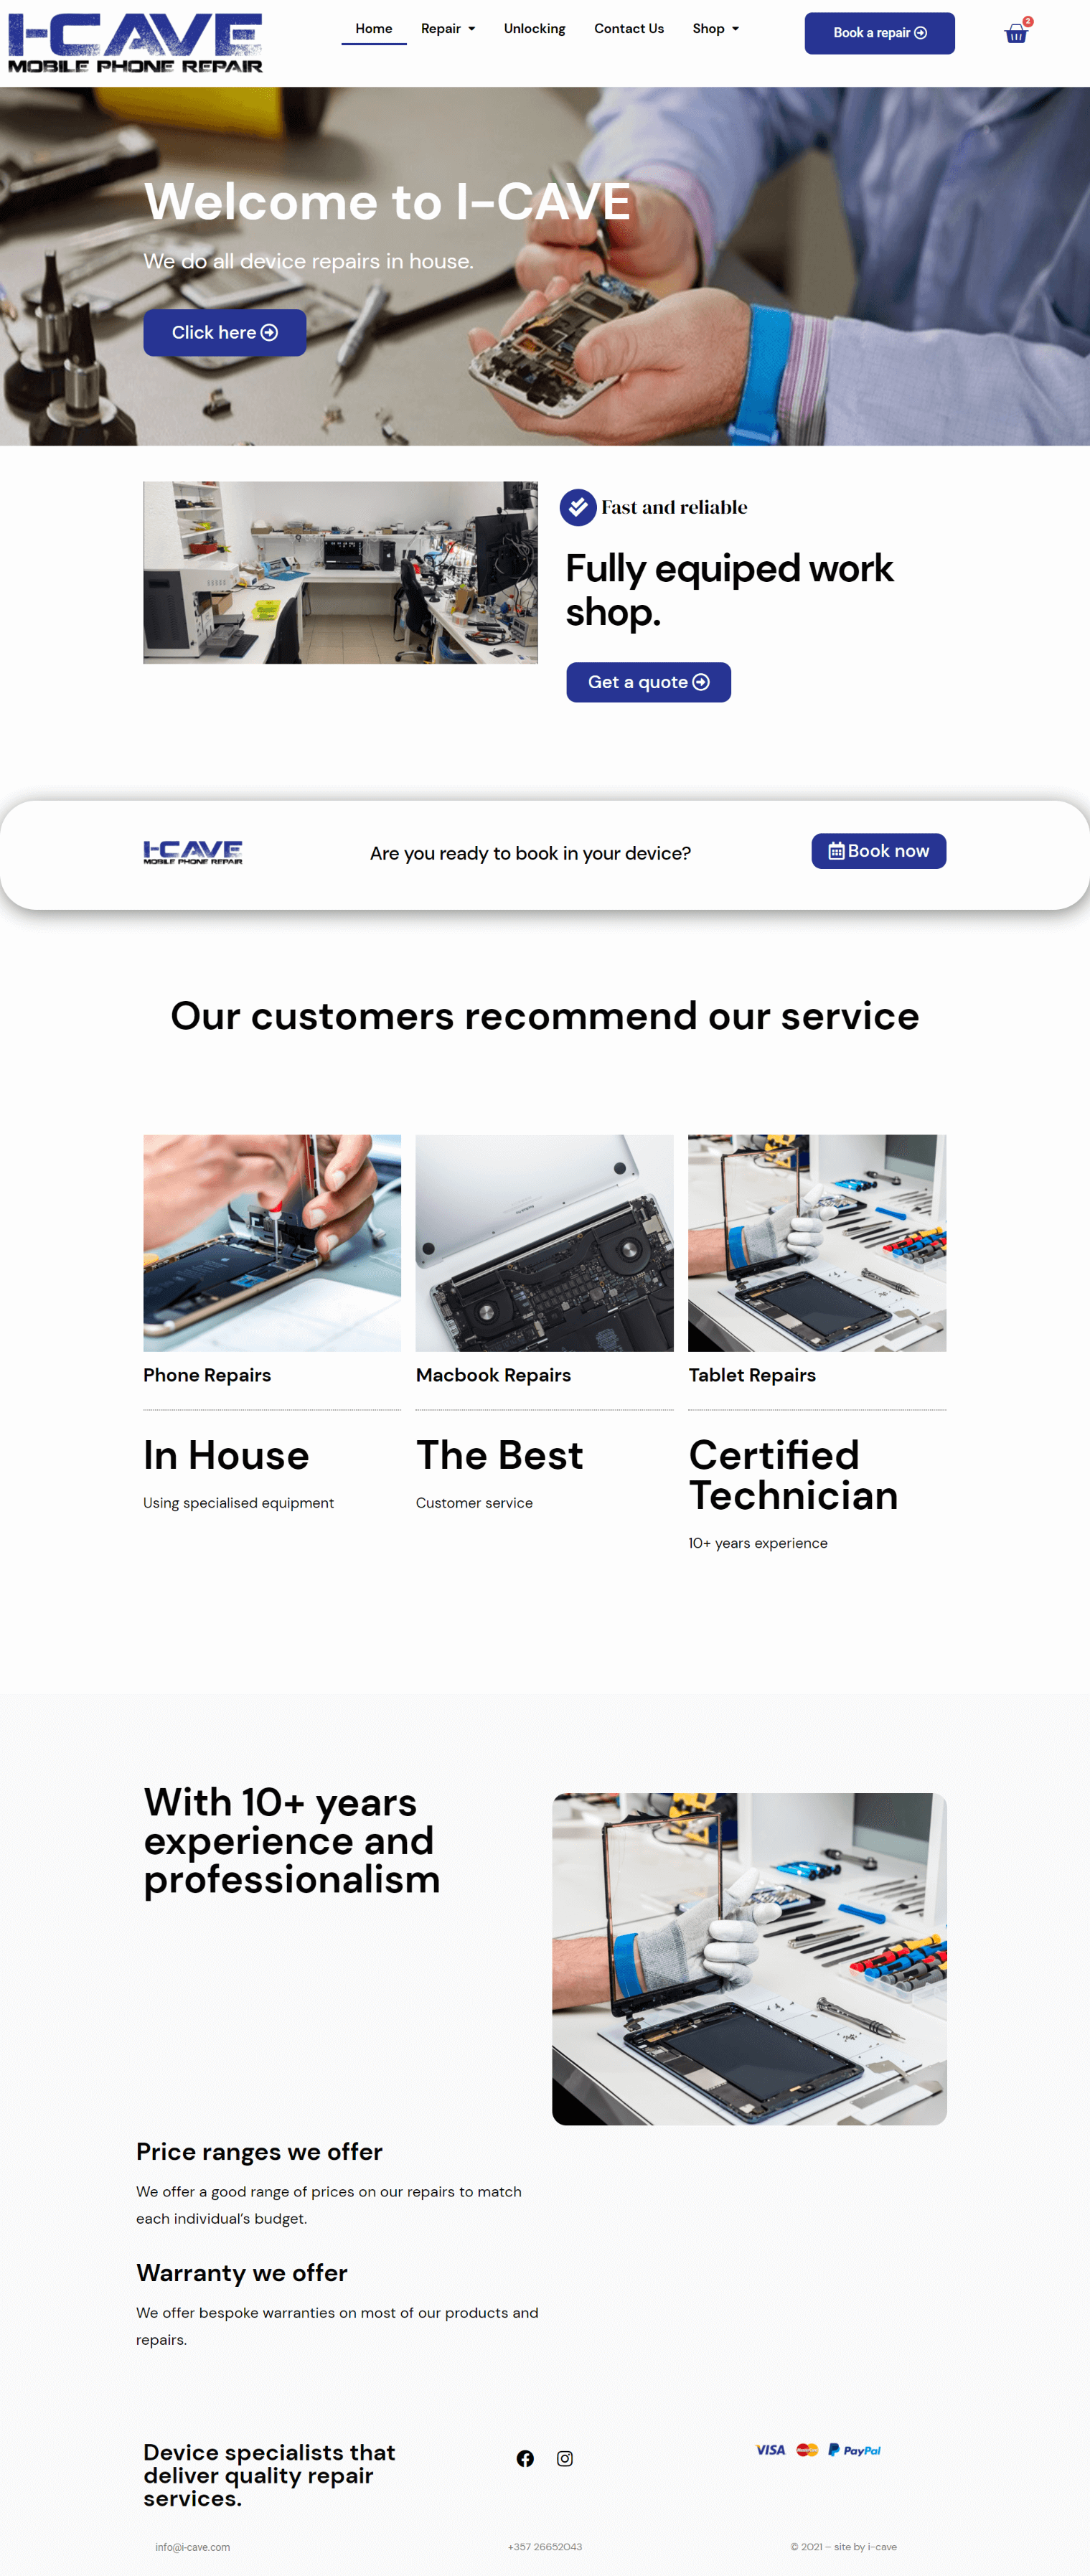 I-CAVE
MOBILE PHONE REPAIR
Home Repair Unlocking Contact Us Shop
Book a repair
2
Welcome to I-CAVE
We do all device repairs in house.
Click here
Fast and reliable
Fully equiped work
shop.
Get a quote
I-CAVE
MOBILE PHONE REPAIR
Are you ready to book in your device?
Book now
Our customers recommend our service
Phone Repairs
Macbook Repairs
Tablet Repairs
In House
Using specialised equipment
The Best
Customer service
Certified
Technician
10+ years experience
With 10+ years
experience and
professionalism
Price ranges we offer
We offer a good range of prices on our repairs to match
each individual’s budget.
Warranty we offer
We offer bespoke warranties on most of our products and
repairs.
Device specialists that
deliver quality repair
services.
VISA MasterCard PayPal
info@i-cave.com
+357 26652043
© 2021 – site by i-cave